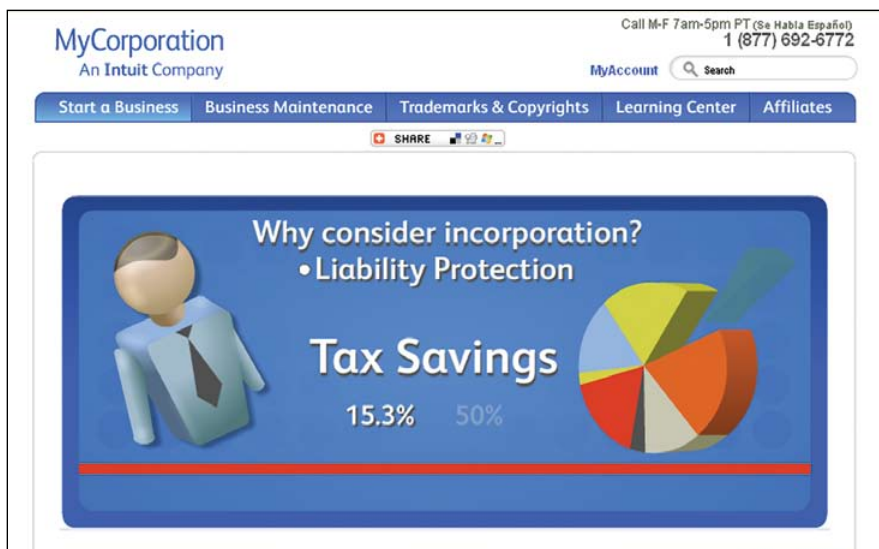 Call M-F 7am-5pm PT (Se Habla Español)
1 (877) 692-6772
MyCorporation
An Intuit Company
MyAccount Search
Start a Business Business Maintenance Trademarks & Copyrights Learning Center Affiliates
SHARE
Why consider incorporation?
•Liability Protection
Tax Savings
15.3% 50%